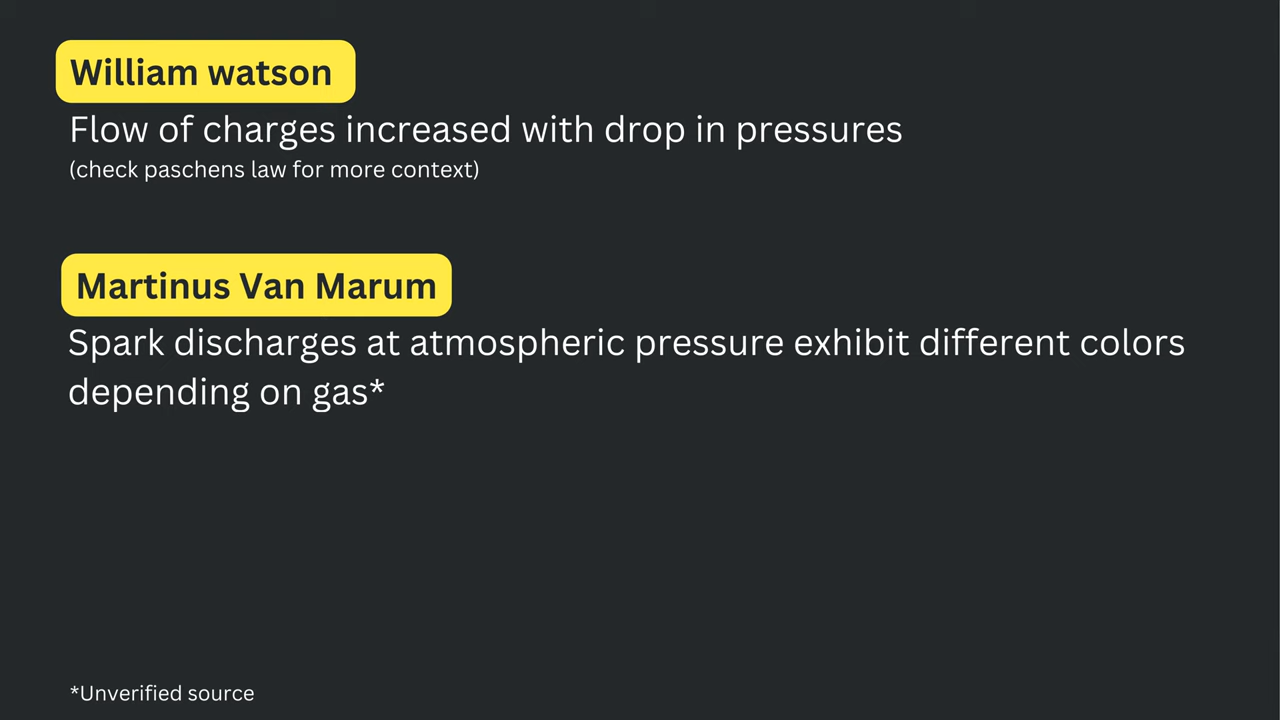 William watson
Flow of charges increased with drop in pressures
(check paschens law for more context)
Martinus Van Marum
Spark discharges at atmospheric pressure exhibit different colors
depending on gas*
*Unverified source